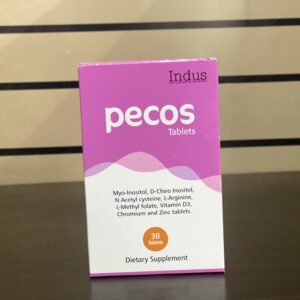 Indus
pecos
Tablets
Myo-Inositol, D-Chiro Inositol,
N Acetyl cysteine, L-Arginine,
L-Methyl folate, Vitamin D3,
Chromium and Zinc tablets
30
Tablets
Dietary Supplement